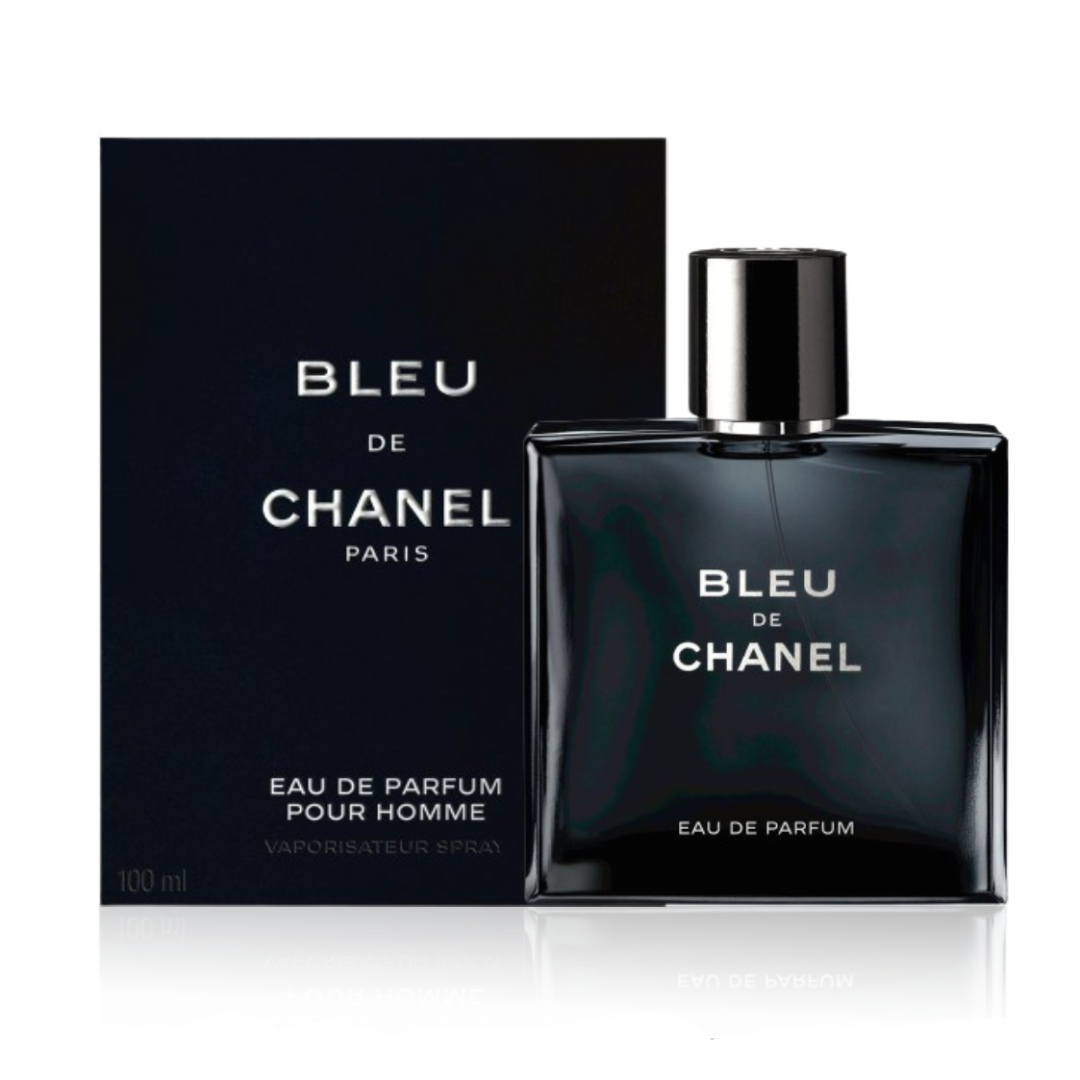 BLEU
DE
CHANEL
PARIS
EAU DE PARFUM
POUR HOMME
VAPORISATEUR SPRAY
100 ml
BLEU
DE
CHANEL
EAU DE PARFUM